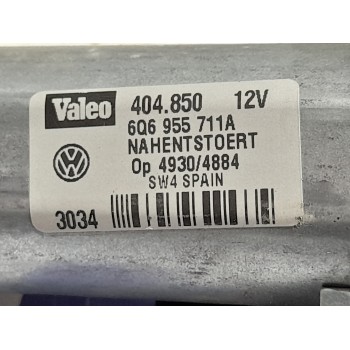 Valeo 404.850 12V
6Q6 955 711A
NAHENTSTOERT
Op 4930/4884
SW4 SPAIN
3034